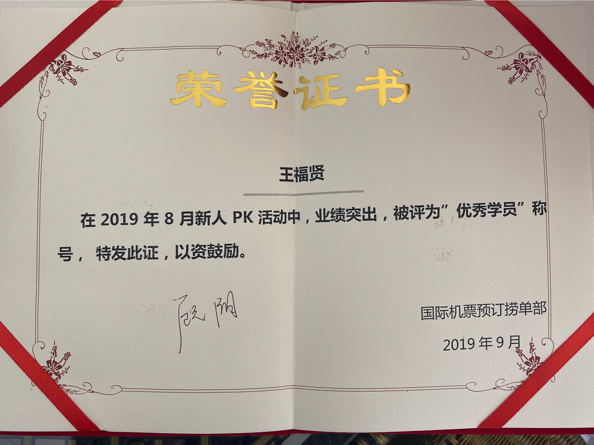 荣誉证书
王福贤
在 2019 年 8 月新人 PK 活动中，业绩突出，被评为”优秀学员”称
号， 特发此证，以资鼓励。
国际机票预订捞单部
2019 年 9 月